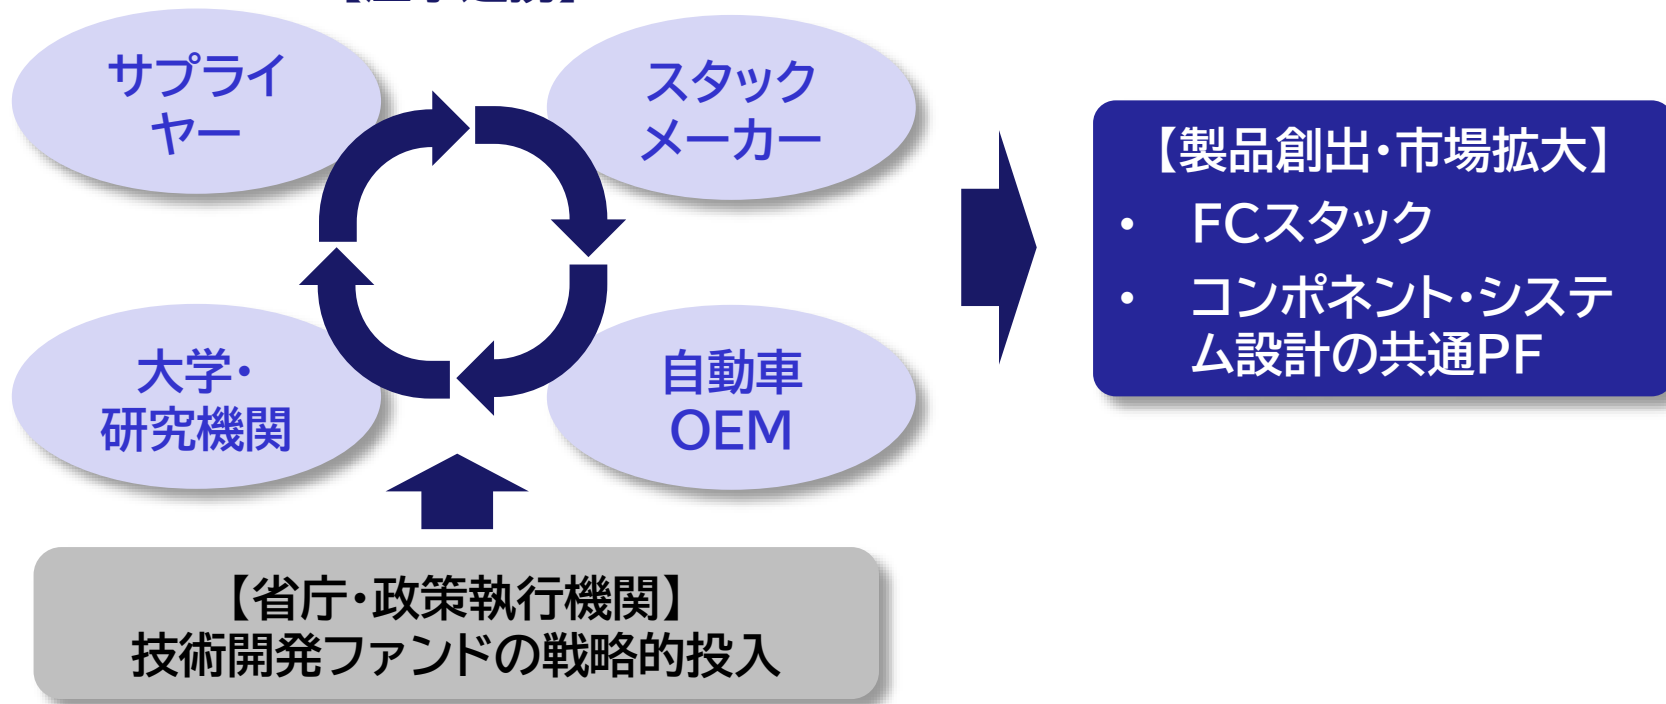 サプライ
ヤー
スタック
メーカー
大学・
研究機関
自動車
OEM
【省庁・政策執行機関】
技術開発ファンドの戦略的投入
【製品創出・市場拡大】
• FCスタック
• コンポネント・システ
ム設計の共通PF